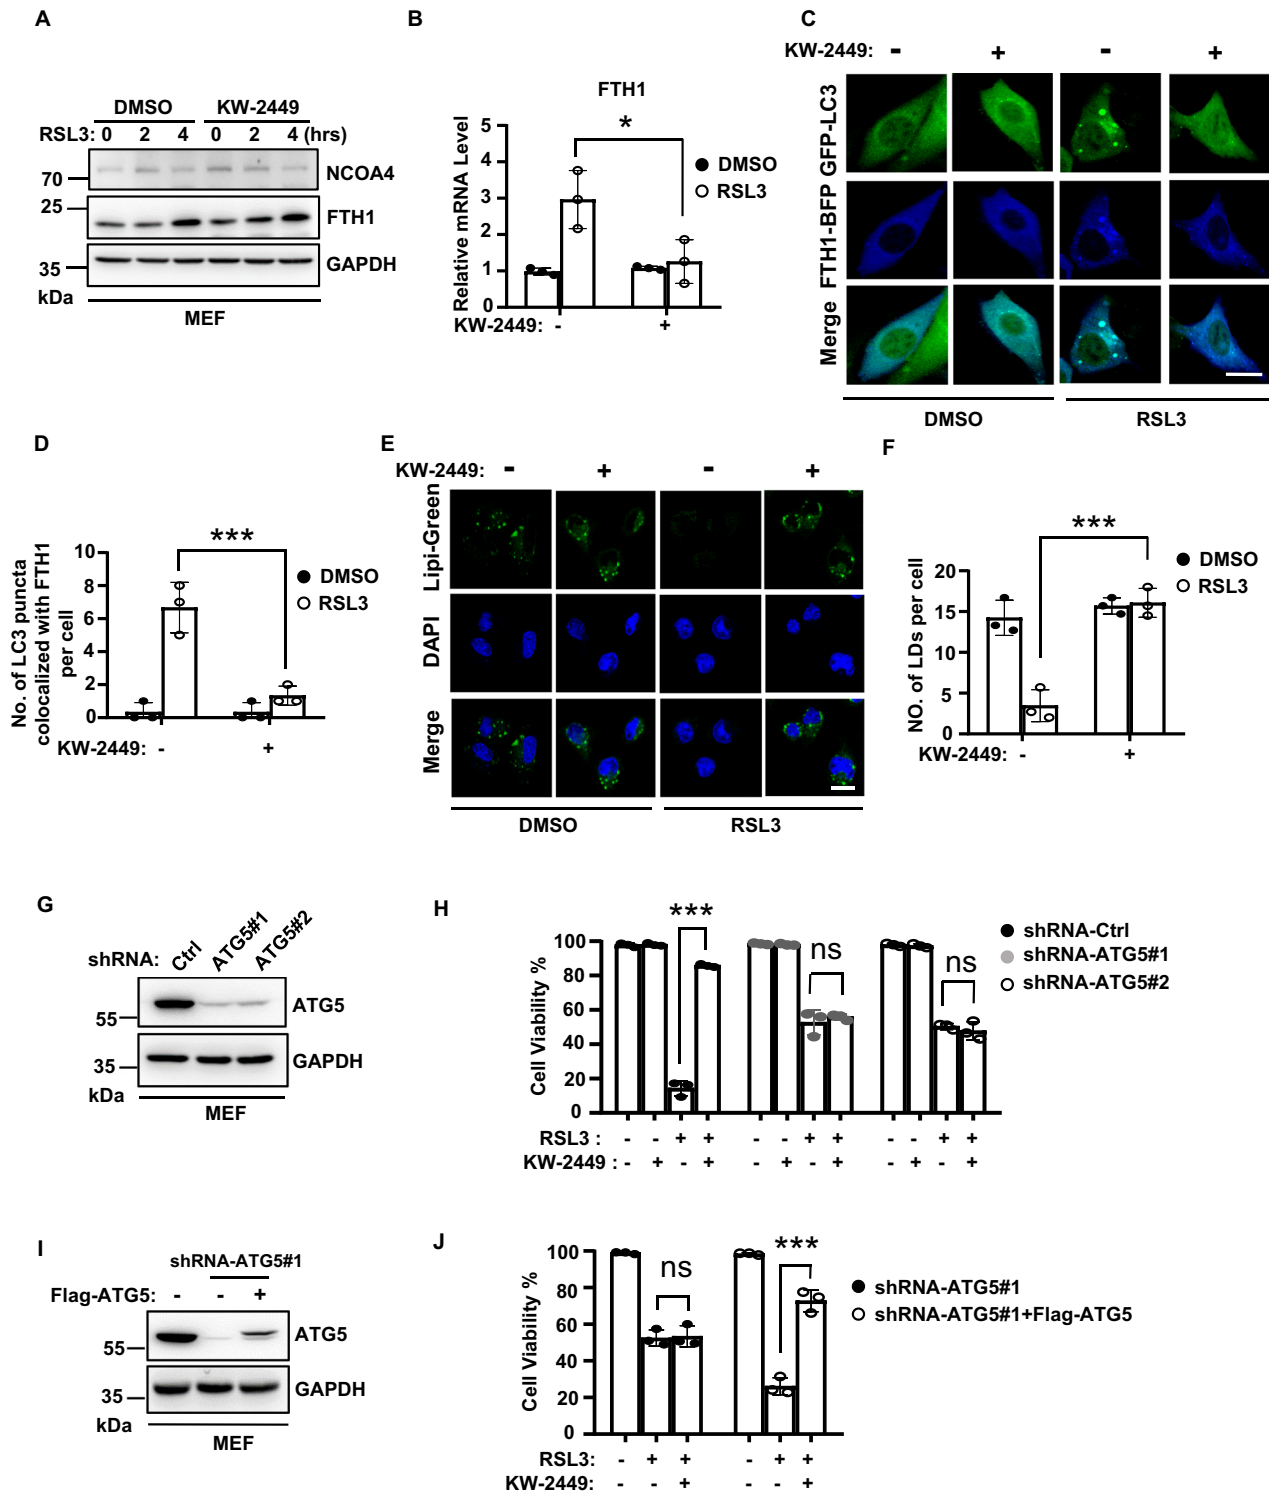 A
DMSO KW-2449
RSL3: 0 2 4 0 2 4 (hrs)
70 NCOA4
25 FTH1
35 GAPDH
kDa
MEF
B
FTH1
Relative mRNA Level
5
4
3
2
1
0
*
DMSO
RSL3
KW-2449: - +
C
KW-2449: - + - +
GFP-LC3
FTH1-BFP
Merge
DMSO RSL3
D
No. of LC3 puncta
colocalized with FTH1
per cell
10
8
6
4
2
0
***
DMSO
RSL3
KW-2449: - +
E
KW-2449: - + - +
Lipi-Green
DAPI
Merge
DMSO RSL3
F
NO. of LDs per cell
20
15
10
5
0
***
DMSO
RSL3
KW-2449: - +
G
shRNA: Ctrl ATG5#1 ATG5#2
55 ATG5
35 GAPDH
kDa
MEF
H
Cell Viability %
100
80
60
40
20
0
*** ns ns
shRNA-Ctrl
shRNA-ATG5#1
shRNA-ATG5#2
RSL3 : - - + + - - + + - - + +
KW-2449 : - + - + - + - + - + - +
I
shRNA-ATG5#1
Flag-ATG5: - - +
55 ATG5
35 GAPDH
kDa
MEF
J
Cell Viability %
100
80
60
40
20
0
ns ***
shRNA-ATG5#1
shRNA-ATG5#1+Flag-ATG5
RSL3: - + + - + +
KW-2449: - - + - - +